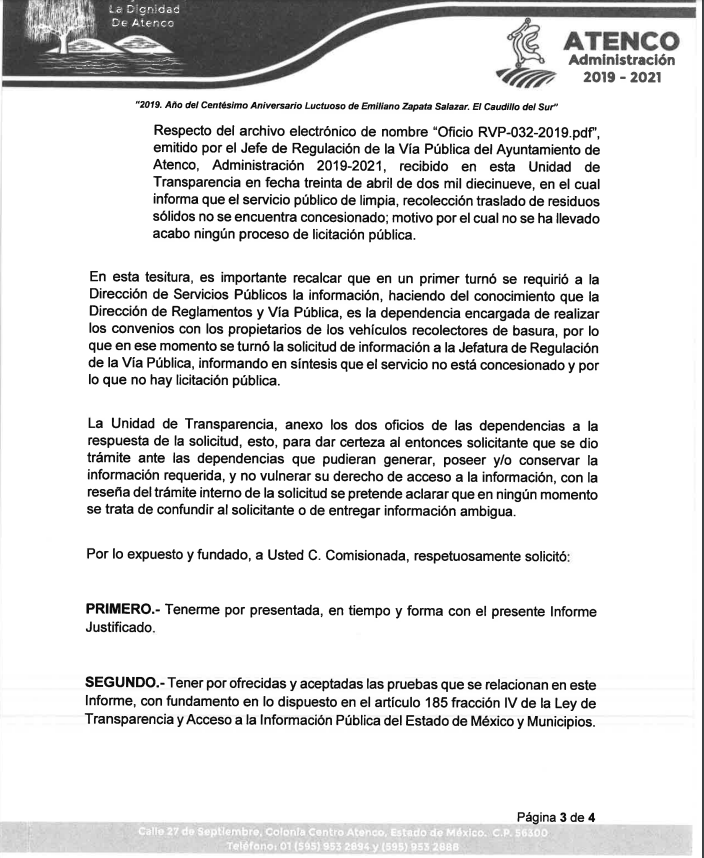 La Dignidad
De Atenco
ATENCO
Administración
2019 - 2021
"2019. Año del Centésimo Aniversario Luctuoso de Emiliano Zapata Salazar. El Caudillo del Sur"
Respecto del archivo electrónico de nombre "Oficio RVP-032-2019.pdf",
emitido por el Jefe de Regulación de la Vía Pública del Ayuntamiento de
Atenco, Administración 2019-2021, recibido en esta Unidad de
Transparencia en fecha treinta de abril de dos mil diecinueve, en el cual
informa que el servicio público de limpia, recolección traslado de residuos
sólidos no se encuentra concesionado; motivo por el cual no se ha llevado
acabo ningún proceso de licitación pública.
En esta tesitura, es importante recalcar que en un primer turnó se requirió a la
Dirección de Servicios Públicos la información, haciendo del conocimiento que la
Dirección de Reglamentos y Vía Pública, es la dependencia encargada de realizar
los convenios con los propietarios de los vehículos recolectores de basura, por lo
que en ese momento se turnó la solicitud de información a la Jefatura de Regulación
de la Vía Pública, informando en síntesis que el servicio no está concesionado y por
lo que no hay licitación pública.
La Unidad de Transparencia, anexo los dos oficios de las dependencias a la
respuesta de la solicitud, esto, para dar certeza al entonces solicitante que se dio
trámite ante las dependencias que pudieran generar, poseer y/o conservar la
información requerida, y no vulnerar su derecho de acceso a la información, con la
reseña del trámite interno de la solicitud se pretende aclarar que en ningún momento
se trata de confundir al solicitante o de entregar información ambigua.
Por lo expuesto y fundado, a Usted C. Comisionada, respetuosamente solicitó:
PRIMERO.- Tenerme por presentada, en tiempo y forma con el presente Informe
Justificado.
SEGUNDO.- Tener por ofrecidas y aceptadas las pruebas que se relacionan en este
Informe, con fundamento en lo dispuesto en el artículo 185 fracción IV de la Ley de
Transparencia y Acceso a la Información Pública del Estado de México y Municipios.
Página 3 de 4
Calle 27 de Septiembre, Colonia Centro Atenco, Estado de México. C.P. 56300
Teléfono: 01 (595) 953 2894 y (595) 953 2888